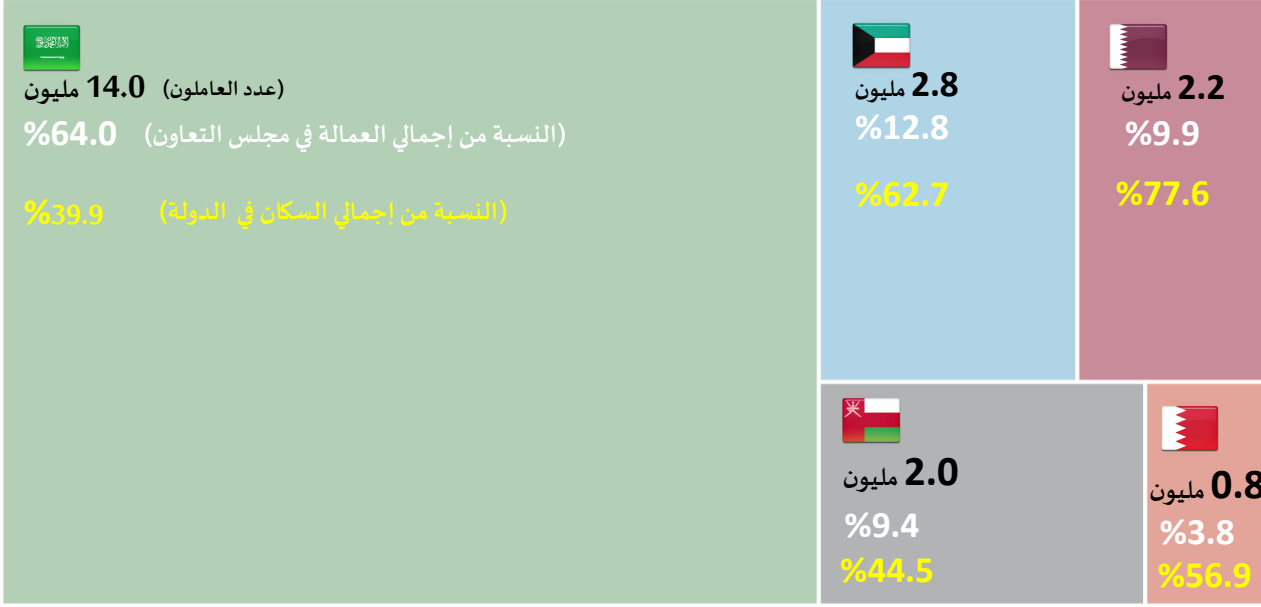 14.0 مليون (عدد العاملون)
%64.0 (النسبة من إجمالي العمالة في مجلس التعاون)
%39.9 (النسبة من إجمالي السكان في الدولة)
2.8 مليون
%12.8
%62.7
2.2 مليون
%9.9
%77.6
2.0 مليون
%9.4
%44.5
0.8 مليون
%3.8
%56.9